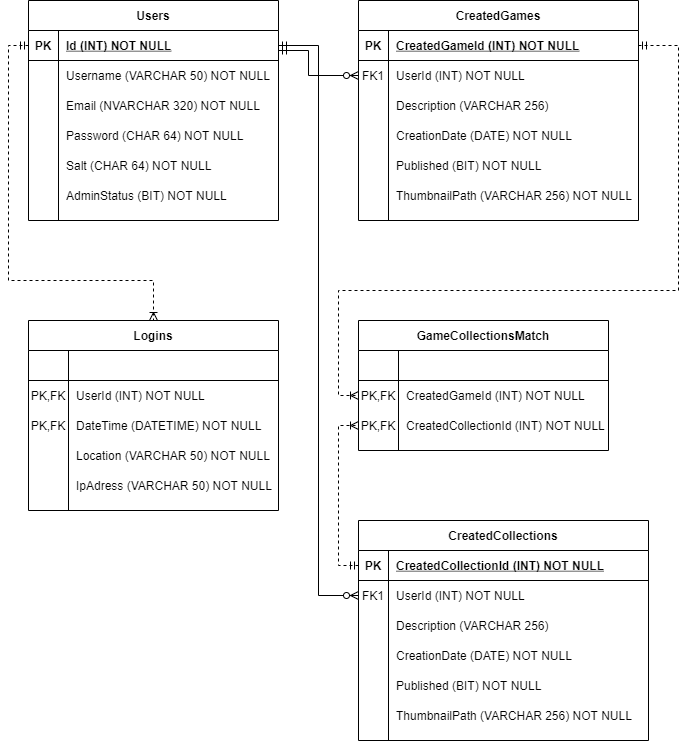 Users
PK Id (INT) NOT NULL
Username (VARCHAR 50) NOT NULL
Email (NVARCHAR 320) NOT NULL
Password (CHAR 64) NOT NULL
Salt (CHAR 64) NOT NULL
AdminStatus (BIT) NOT NULL
CreatedGames
PK CreatedGameId (INT) NOT NULL
FK1 UserId (INT) NOT NULL
Description (VARCHAR 256)
CreationDate (DATE) NOT NULL
Published (BIT) NOT NULL
ThumbnailPath (VARCHAR 256) NOT NULL
Logins
PK,FK UserId (INT) NOT NULL
PK,FK DateTime (DATETIME) NOT NULL
Location (VARCHAR 50) NOT NULL
IpAdress (VARCHAR 50) NOT NULL
GameCollectionsMatch
PK,FK CreatedGameId (INT) NOT NULL
PK,FK CreatedCollectionId (INT) NOT NULL
CreatedCollections
PK CreatedCollectionId (INT) NOT NULL
FK1 UserId (INT) NOT NULL
Description (VARCHAR 256)
CreationDate (DATE) NOT NULL
Published (BIT) NOT NULL
ThumbnailPath (VARCHAR 256) NOT NULL